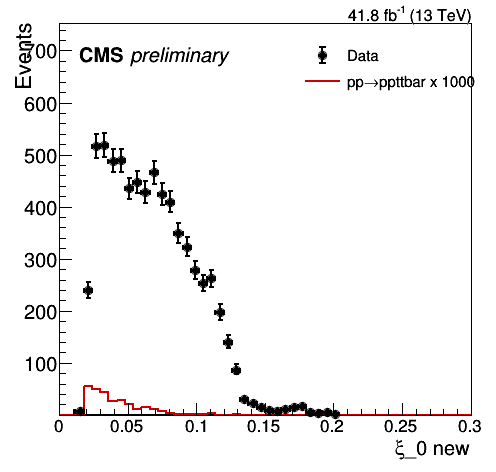 41.8 fb⁻¹ (13 TeV)
Events
CMS preliminary
Data
pp→ppttbar x 1000
700
600
500
400
300
200
100
0 0.05 0.1 0.15 0.2 0.25 0.3
ξ_0 new